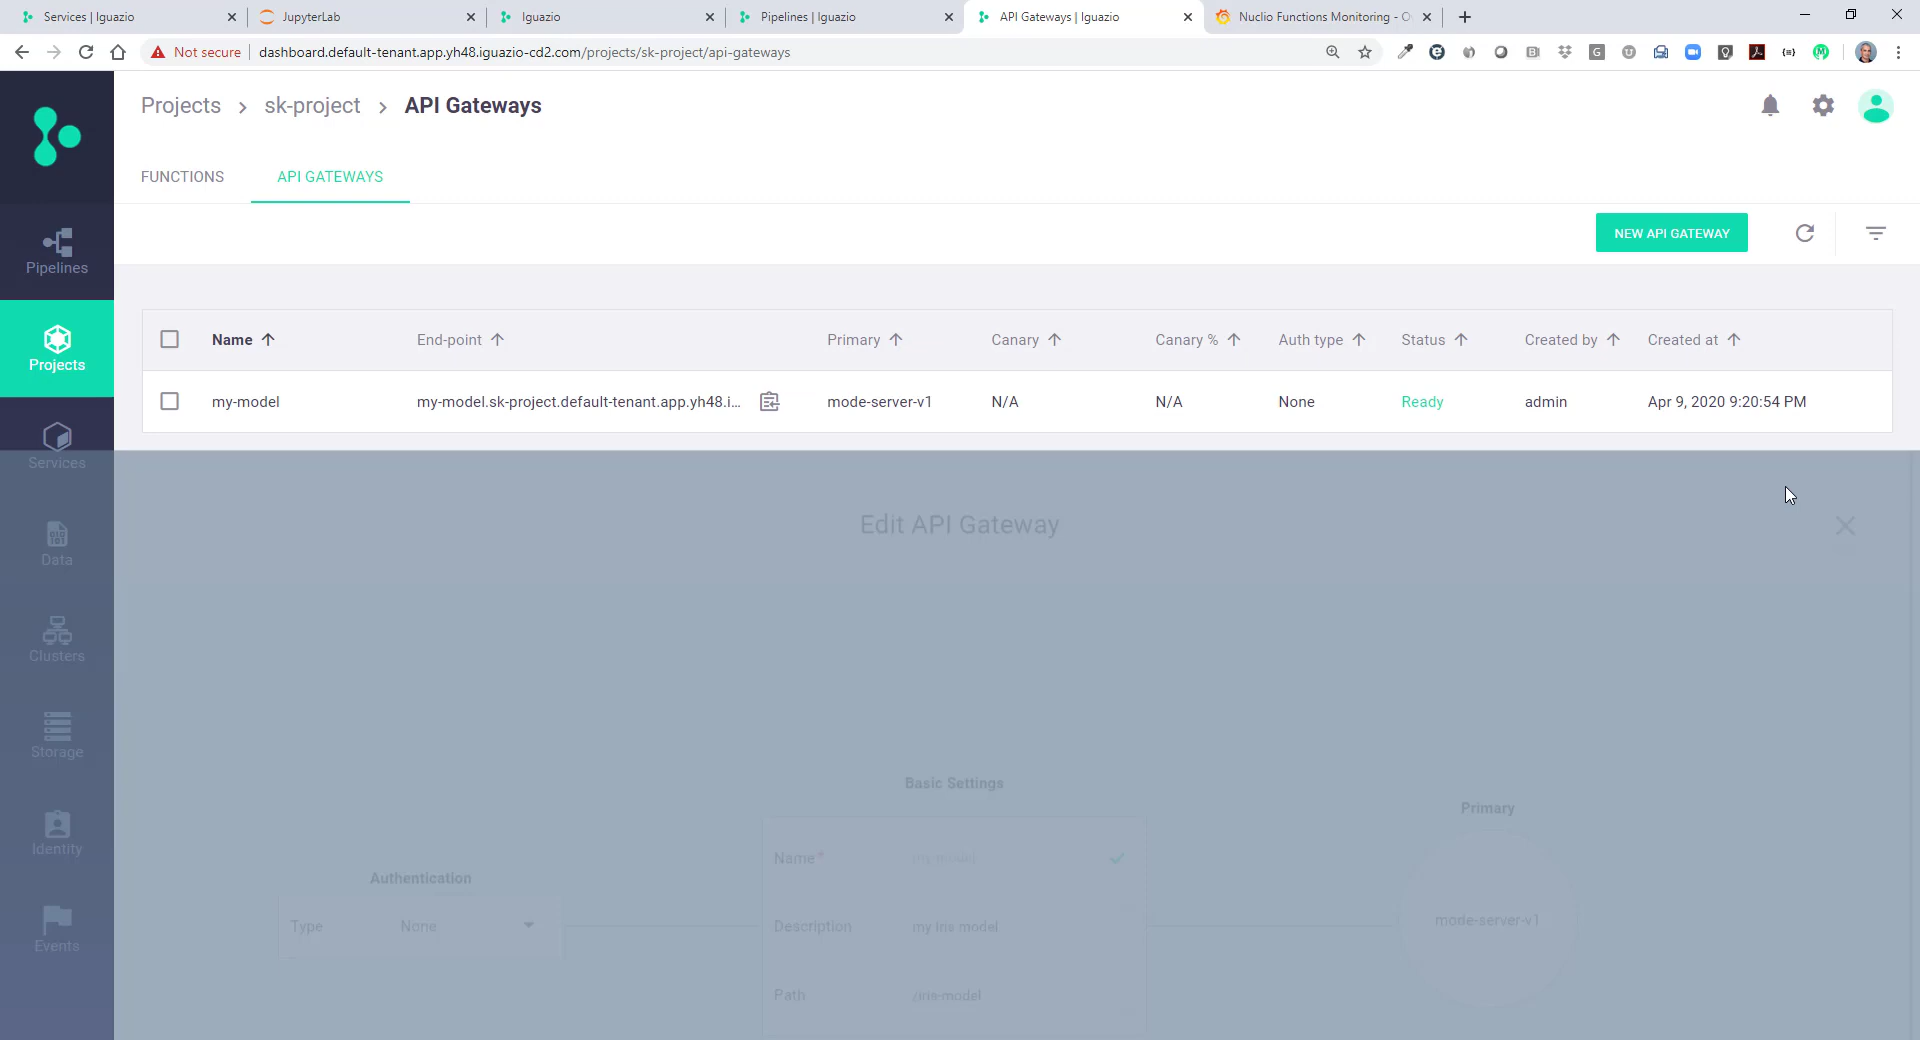 Services | Iguazio
JupyterLab
Iguazio
Pipelines | Iguazio
API Gateways | Iguazio
Nuclio Functions Monitoring - O
Not secure
dashboard.default-tenant.app.yh48.iguazio-cd2.com/projects/sk-project/api-gateways
Projects > sk-project > API Gateways
FUNCTIONS
API GATEWAYS
NEW API GATEWAY
Pipelines
Projects
Services
Data
Clusters
Storage
Identity
Events
Name
End-point
Primary
Canary
Canary %
Auth type
Status
Created by
Created at
my-model
my-model.sk-project.default-tenant.app.yh48.i...
mode-server-v1
N/A
N/A
None
Ready
admin
Apr 9, 2020 9:20:54 PM
Edit API Gateway
Authentication
Type
None
Basic Settings
Name*
my-model
Description
my Iris model
Path
/iris-model
Primary
mode-server-v1